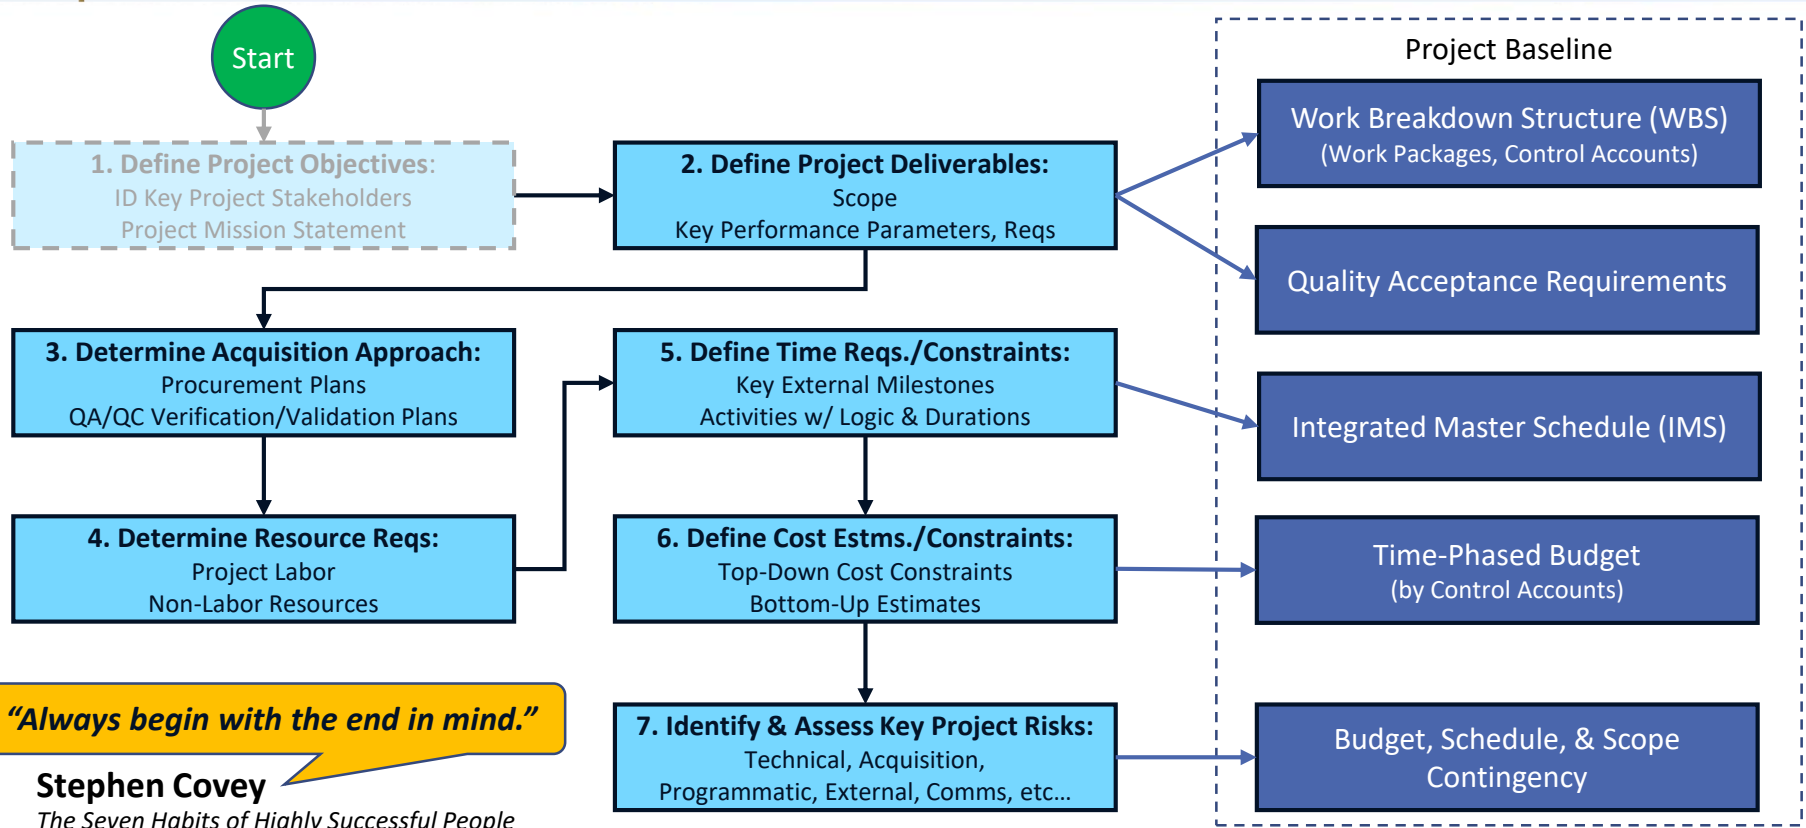 Start
Project Baseline
1. Define Project Objectives:
ID Key Project Stakeholders
Project Mission Statement
2. Define Project Deliverables:
Scope
Key Performance Parameters, Reqs
Work Breakdown Structure (WBS)
(Work Packages, Control Accounts)
Quality Acceptance Requirements
3. Determine Acquisition Approach:
Procurement Plans
QA/QC Verification/Validation Plans
5. Define Time Reqs./Constraints:
Key External Milestones
Activities w/ Logic & Durations
Integrated Master Schedule (IMS)
4. Determine Resource Reqs:
Project Labor
Non-Labor Resources
6. Define Cost Estms./Constraints:
Top-Down Cost Constraints
Bottom-Up Estimates
Time-Phased Budget
(by Control Accounts)
“Always begin with the end in mind.”
Stephen Covey
The Seven Habits of Highly Successful People
7. Identify & Assess Key Project Risks:
Technical, Acquisition,
Programmatic, External, Comms, etc…
Budget, Schedule, & Scope
Contingency